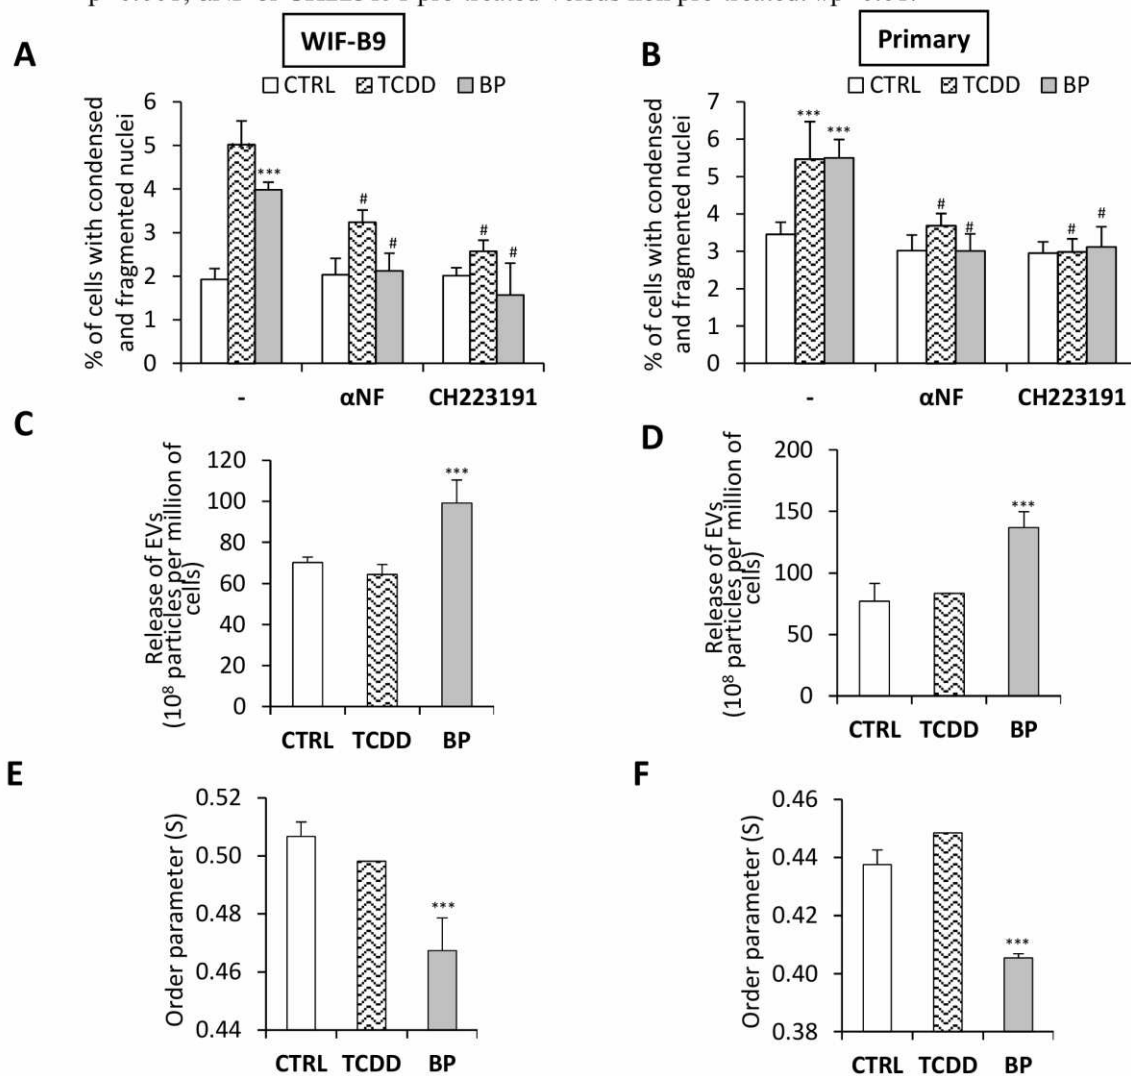 A
WIF-B9
CTRL TCDD BP
% of cells with condensed
and fragmented nuclei
6
5
4
3
2
1
0
***
#
#
#
#
- αNF CH223191
B
Primary
CTRL TCDD BP
% of cells with condensed
and fragmented nuclei
7
6
5
4
3
2
1
0
***
***
#
#
#
#
- αNF CH223191
C
Release of EVs
(10⁸ particles per million of
cells)
120
100
80
60
40
20
0
***
CTRL TCDD BP
D
Release of EVs
(10⁸ particles per million of
cells)
200
150
100
50
0
***
CTRL TCDD BP
E
Order parameter (S)
0.52
0.50
0.48
0.46
0.44
***
CTRL TCDD BP
F
Order parameter (S)
0.46
0.44
0.42
0.40
0.38
***
CTRL TCDD BP